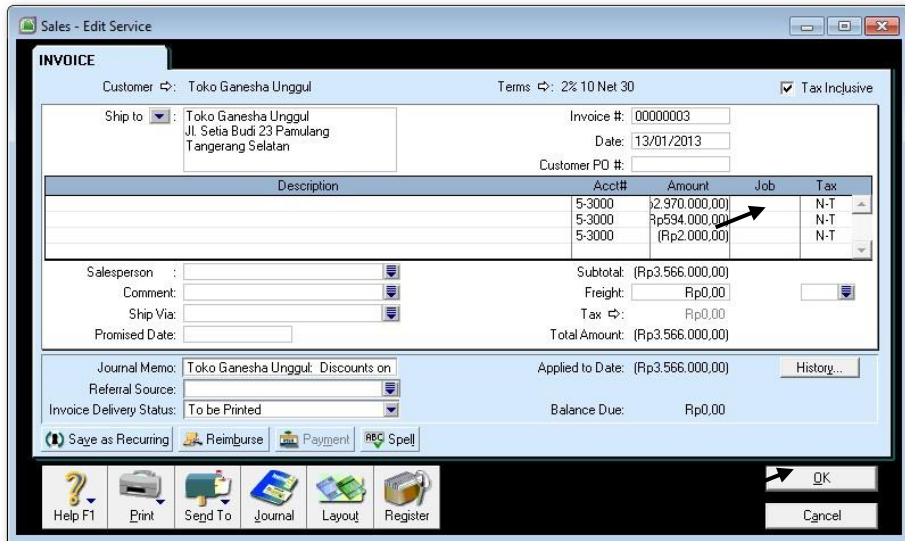 Sales - Edit Service
INVOICE
Customer ⇨: Toko Ganesha Unggul Terms ⇨: 2% 10 Net 30 Tax Inclusive
Ship to : Toko Ganesha Unggul Invoice #: 00000003
Jl. Setia Budi 23 Pamulang Date: 13/01/2013
Tangerang Selatan
Customer PO #:
Description Acct# Amount Job Tax
5-3000 2.970.000,00) N-T
5-3000 Rp594.000,00) N-T
5-3000 (Rp2.000,00) N-T
Salesperson : Subtotal: (Rp3.566.000,00)
Comment: Freight: Rp0,00
Ship Via: Tax ⇨: Rp0,00
Promised Date: Total Amount: (Rp3.566.000,00)
Journal Memo: Toko Ganesha Unggul: Discounts on Applied to Date: (Rp3.566.000,00) History...
Referral Source:
Invoice Delivery Status: To be Printed Balance Due: Rp0,00
Save as Recurring Reimburse Payment ABC Spell
OK
Help F1 Print Send To Journal Layout Register
Cancel